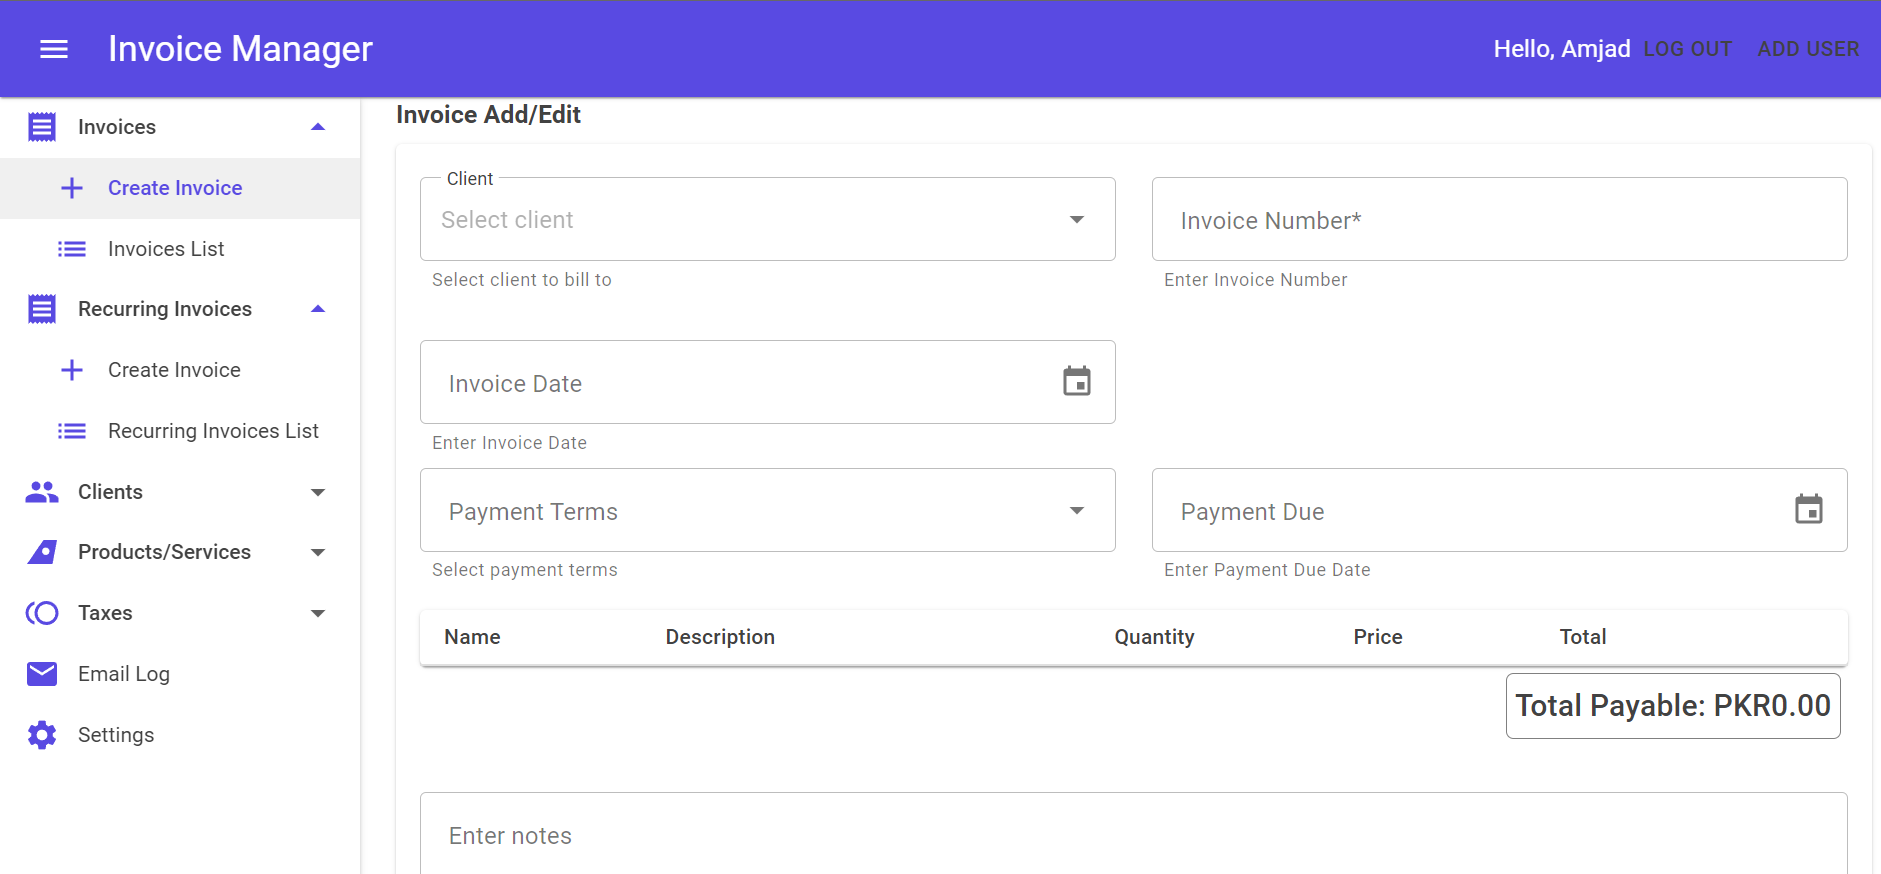 Invoice Manager
Hello, Amjad LOG OUT ADD USER
Invoices
Create Invoice
Invoices List
Recurring Invoices
Create Invoice
Recurring Invoices List
Clients
Products/Services
Taxes
Email Log
Settings
Invoice Add/Edit
Client
Select client
Select client to bill to
Invoice Number*
Enter Invoice Number
Invoice Date
Enter Invoice Date
Payment Terms
Select payment terms
Payment Due
Enter Payment Due Date
Name Description Quantity Price Total
Total Payable: PKR0.00
Enter notes